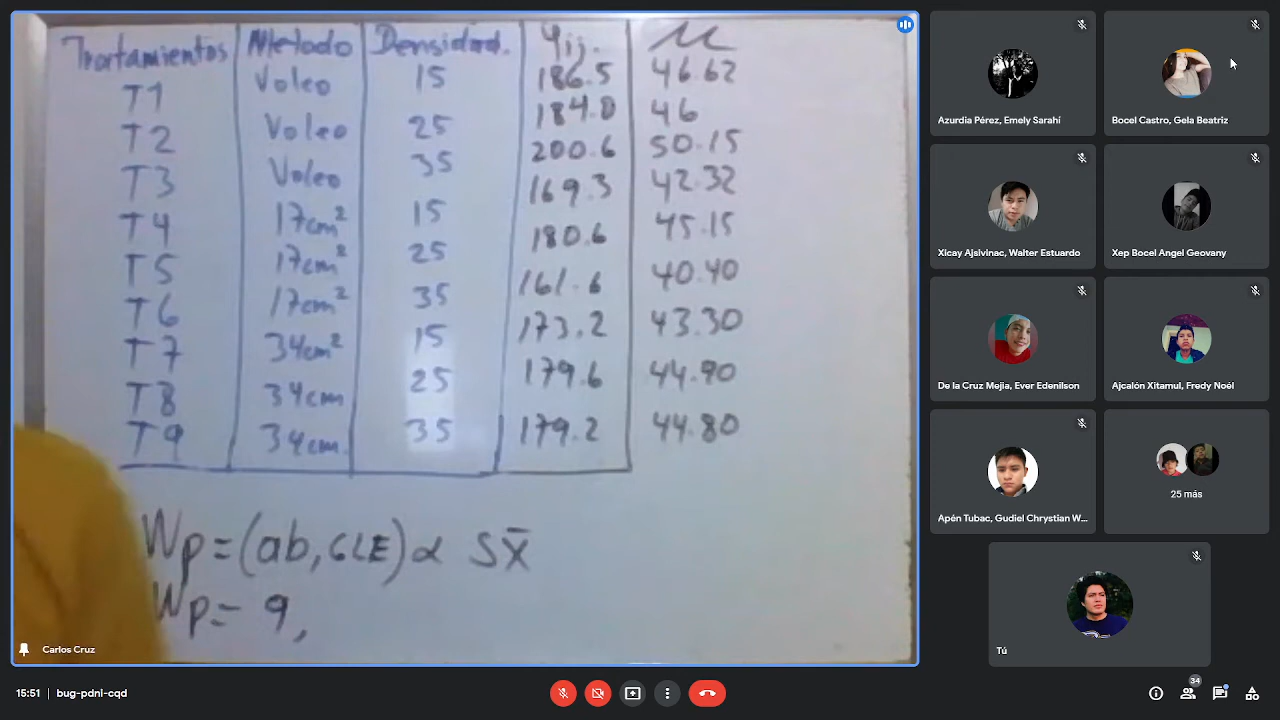 Tratamientos Método Densidad. Yij. M
T1 Voleo 15 186.5 46.62
T2 Voleo 25 184.0 46
T3 Voleo 35 200.6 50.15
T4 17cm² 15 169.3 42.32
T5 17cm² 25 180.6 45.15
T6 17cm² 35 161.6 40.40
T7 34cm² 15 173.2 43.30
T8 34cm 25 179.6 44.90
T9 34cm. 35 179.2 44.80
Wp=(ab, GLE)α SX̄
Wp= 9,
Carlos Cruz
Azurdia Pérez, Emely Sarahí
Bocel Castro, Gela Beatriz
Xicay Ajsivinac, Walter Estuardo
Xep Bocel Angel Geovany
De la Cruz Mejia, Ever Edenilson
Ajcalón Xitamul, Fredy Noél
Apén Tubac, Gudiel Chrystian W...
25 más
Tú
15:51 | bug-pdni-cqd
34